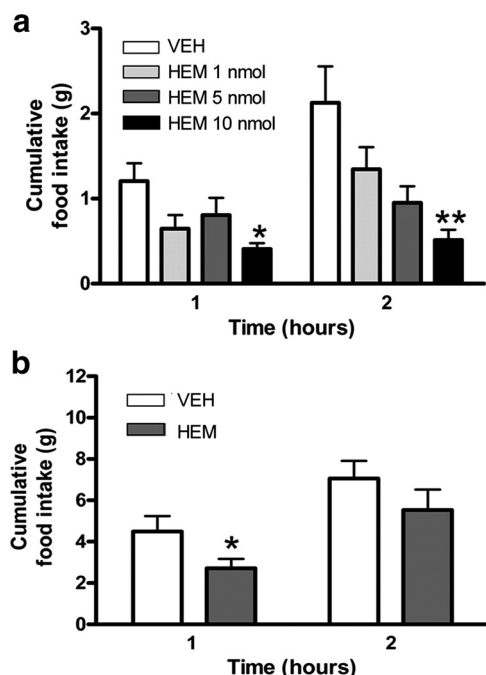 a
3
VEH
HEM 1 nmol
HEM 5 nmol
HEM 10 nmol
2
1
0
Cumulative
food intake (g)
*
**
1
2
Time (hours)
b
12
VEH
HEM
10
8
6
4
2
0
Cumulative
food intake (g)
*
1
2
Time (hours)